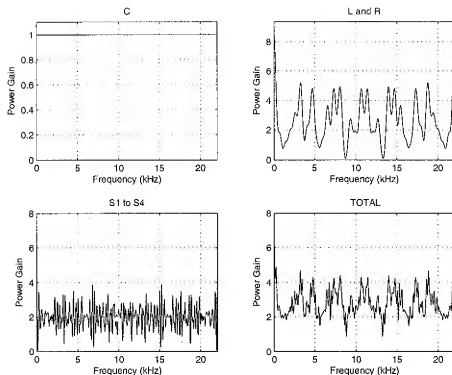 C
Power Gain
1
0.8
0.6
0.4
0.2
0
0 5 10 15 20
Frequency (kHz)
L and R
Power Gain
8
6
4
2
0
0 5 10 15 20
Frequency (kHz)
S1 to S4
Power Gain
8
6
4
2
0
0 5 10 15 20
Frequency (kHz)
TOTAL
Power Gain
8
6
4
2
0
0 5 10 15 20
Frequency (kHz)